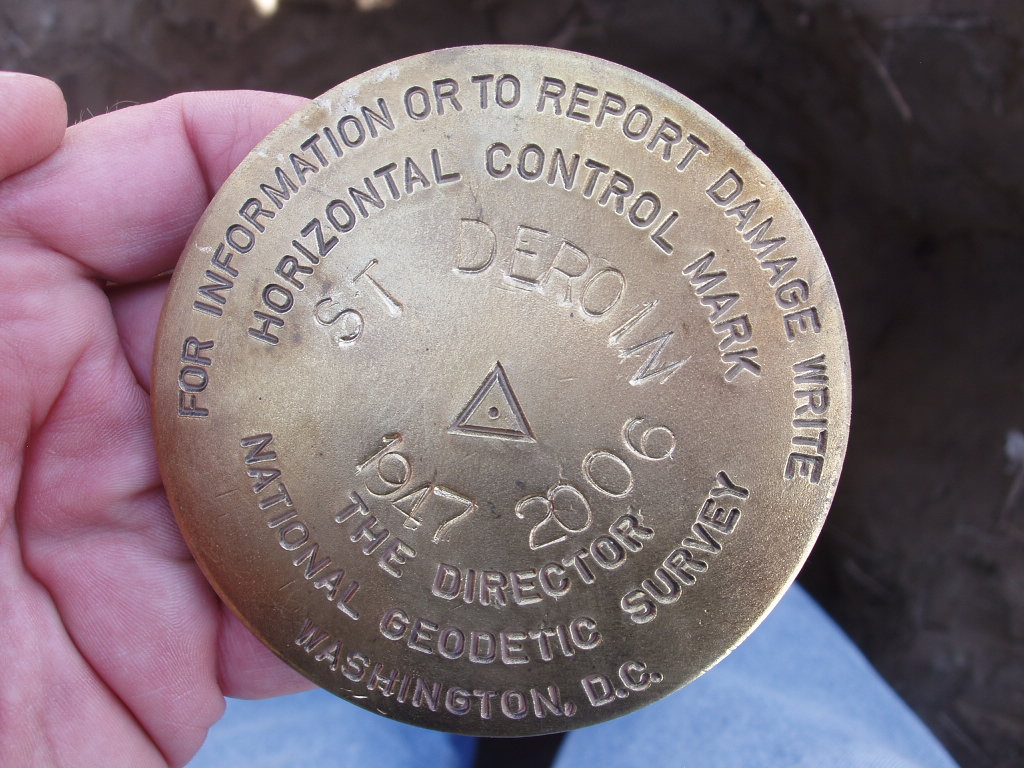 FOR INFORMATION OR TO REPORT DAMAGE WRITE
HORIZONTAL CONTROL MARK
ST DEROIN
1947 2006
THE DIRECTOR
NATIONAL GEODETIC SURVEY
WASHINGTON, D.C.